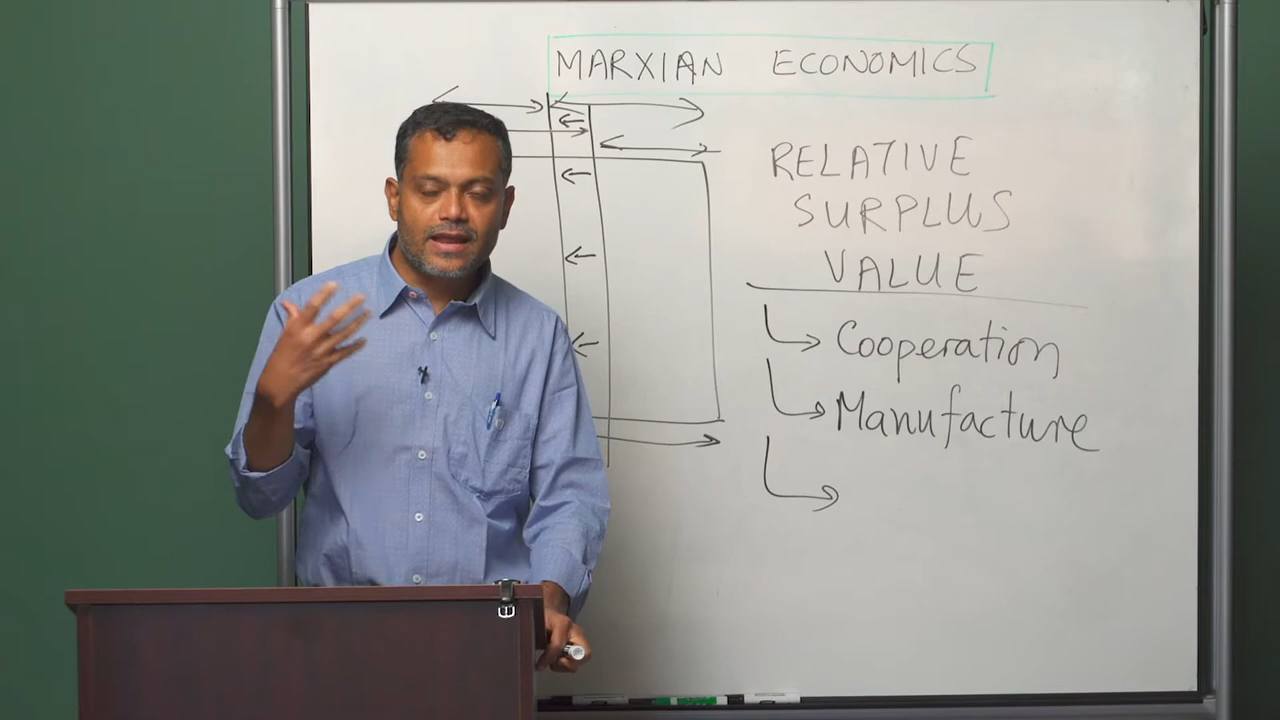 MARXIAN ECONOMICS
RELATIVE
SURPLUS
VALUE
Cooperation
Manufacture